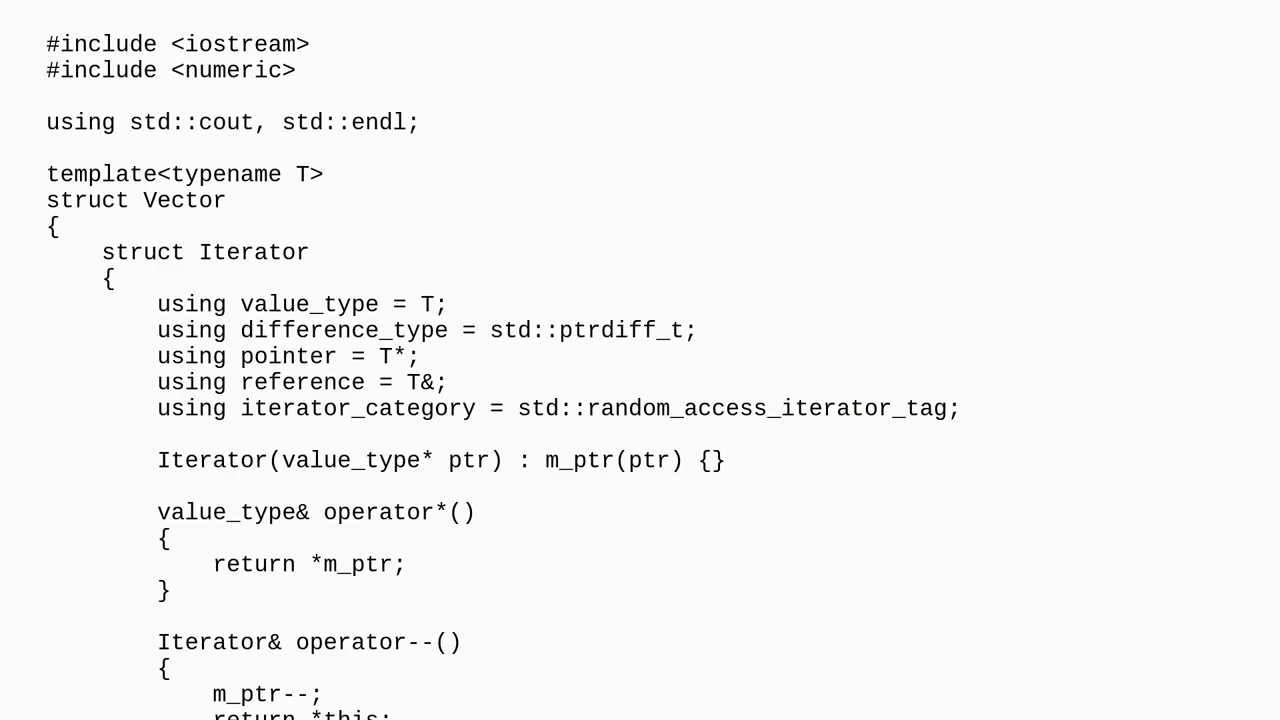 #include <iostream>
#include <numeric>
using std::cout, std::endl;
template<typename T>
struct Vector
{
    struct Iterator
    {
        using value_type = T;
        using difference_type = std::ptrdiff_t;
        using pointer = T*;
        using reference = T&;
        using iterator_category = std::random_access_iterator_tag;
        Iterator(value_type* ptr) : m_ptr(ptr) {}
        value_type& operator*()
        {
            return *m_ptr;
        }
        Iterator& operator--()
        {
            m_ptr--;
            return *this;